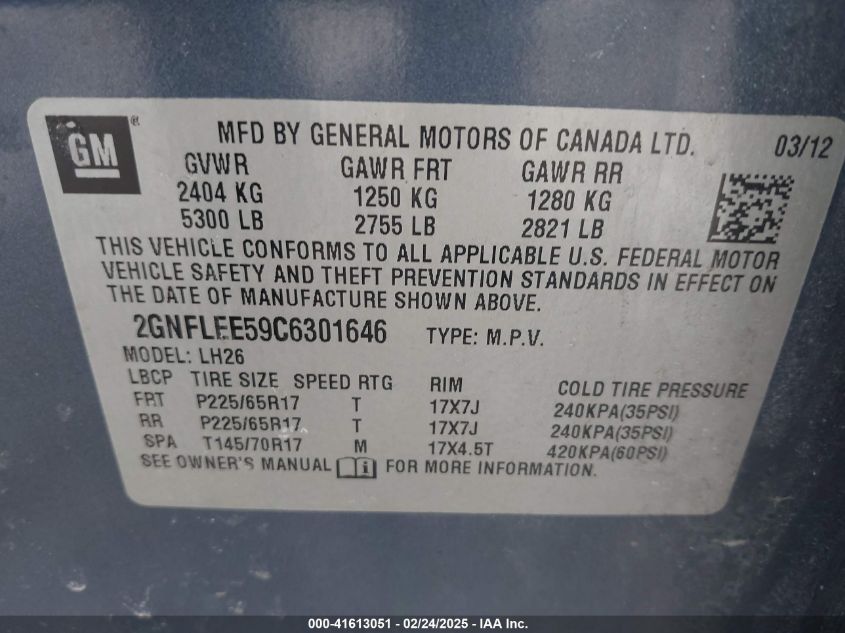 GM ®
MFD BY GENERAL MOTORS OF CANADA LTD. 03/12
GVWR GAWR FRT GAWR RR
2404 KG 1250 KG 1280 KG
5300 LB 2755 LB 2821 LB
THIS VEHICLE CONFORMS TO ALL APPLICABLE U.S. FEDERAL MOTOR
VEHICLE SAFETY AND THEFT PREVENTION STANDARDS IN EFFECT ON
THE DATE OF MANUFACTURE SHOWN ABOVE.
2GNFLEE59C6301646 TYPE: M.P.V.
MODEL: LH26
LBCP TIRE SIZE SPEED RTG RIM COLD TIRE PRESSURE
FRT P225/65R17 T 17X7J 240KPA(35PSI)
RR P225/65R17 T 17X7J 240KPA(35PSI)
SPA T145/70R17 M 17X4.5T 420KPA(60PSI)
SEE OWNER'S MANUAL i FOR MORE INFORMATION.
000-41613051 - 02/24/2025 - IAA Inc.